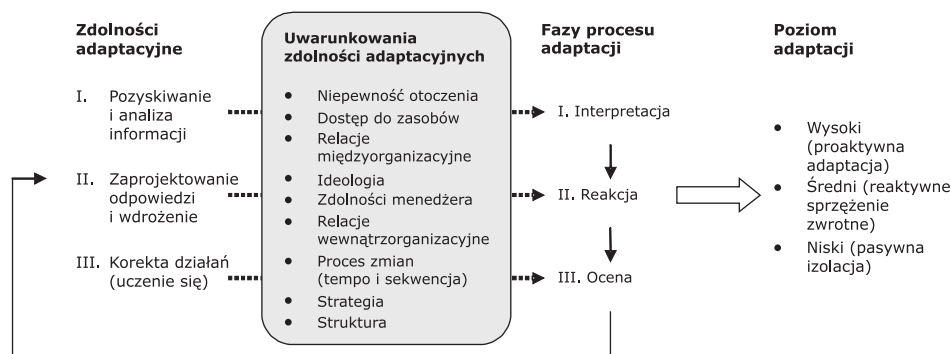 Zdolności
adaptacyjne
I. Pozyskiwanie
i analiza
informacji
II. Zaprojektowanie
odpowiedzi
i wdrożenie
III. Korekta działań
(uczenie się)
Uwarunkowania
zdolności adaptacyjnych
• Niepewność otoczenia
• Dostęp do zasobów
• Relacje
międzyorganizacyjne
• Ideologia
• Zdolności menedżera
• Relacje
wewnątrzorganizacyjne
• Proces zmian
(tempo i sekwencja)
• Strategia
• Struktura
Fazy procesu
adaptacji
I. Interpretacja
II. Reakcja
III. Ocena
Poziom
adaptacji
• Wysoki
(proaktywna
adaptacja)
• Średni (reaktywne
sprzężenie
zwrotne)
• Niski (pasywna
izolacja)